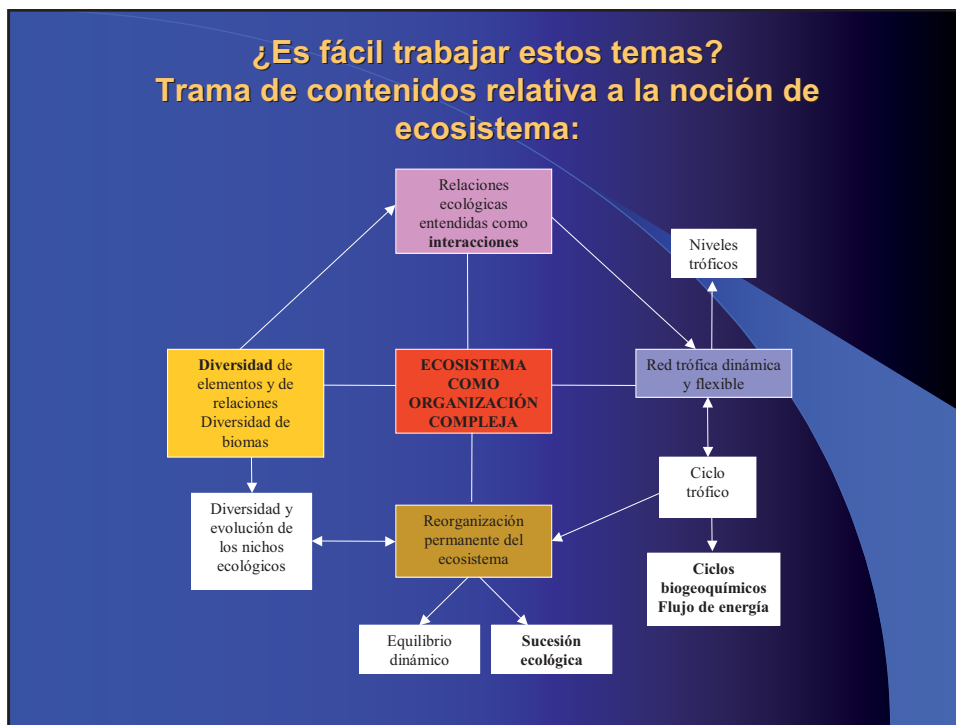 ¿Es fácil trabajar estos temas?
Trama de contenidos relativa a la noción de
ecosistema:
Relaciones
ecológicas
entendidas como
interacciones
Niveles
tróficos
Diversidad de
elementos y de
relaciones
Diversidad de
biomas
ECOSISTEMA
COMO
ORGANIZACIÓN
COMPLEJA
Red trófica dinámica
y flexible
Ciclo
trófico
Diversidad y
evolución de
los nichos
ecológicos
Reorganización
permanente del
ecosistema
Ciclos
biogeoquímicos
Flujo de energía
Equilibrio
dinámico
Sucesión
ecológica